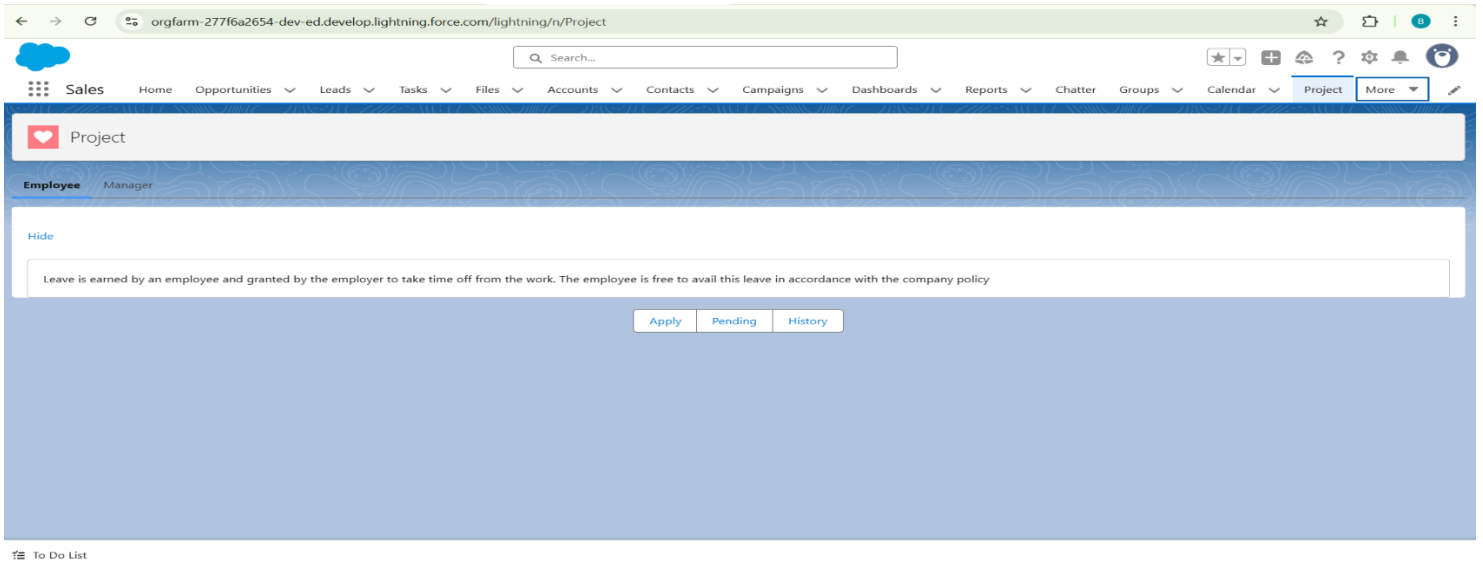 orgfarm-277f6a2654-dev-ed.develop.lightning.force.com/lightning/n/Project
B
Search...
Sales Home Opportunities Leads Tasks Files Accounts Contacts Campaigns Dashboards Reports Chatter Groups Calendar Project More
Project
Employee Manager
Hide
Leave is earned by an employee and granted by the employer to take time off from the work. The employee is free to avail this leave in accordance with the company policy
Apply Pending History
To Do List